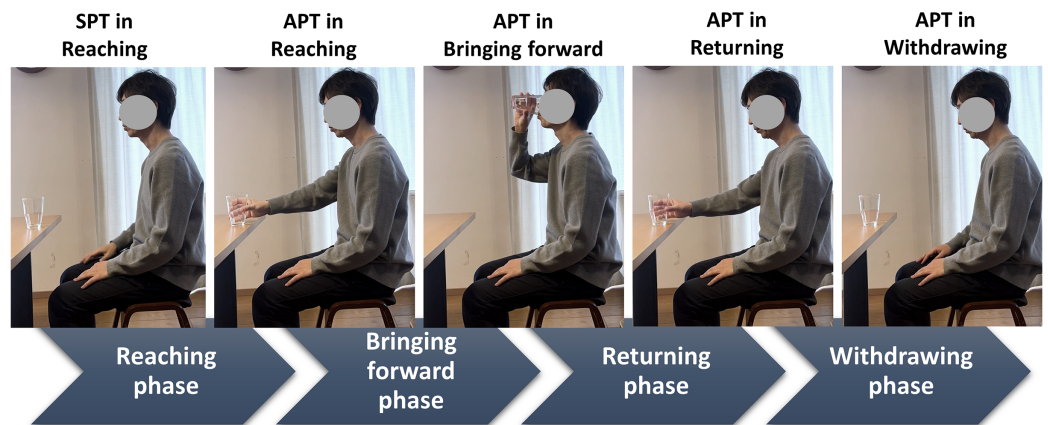 SPT in
Reaching
APT in
Reaching
APT in
Bringing forward
APT in
Returning
APT in
Withdrawing
Reaching
phase
Bringing
forward
phase
Returning
phase
Withdrawing
phase